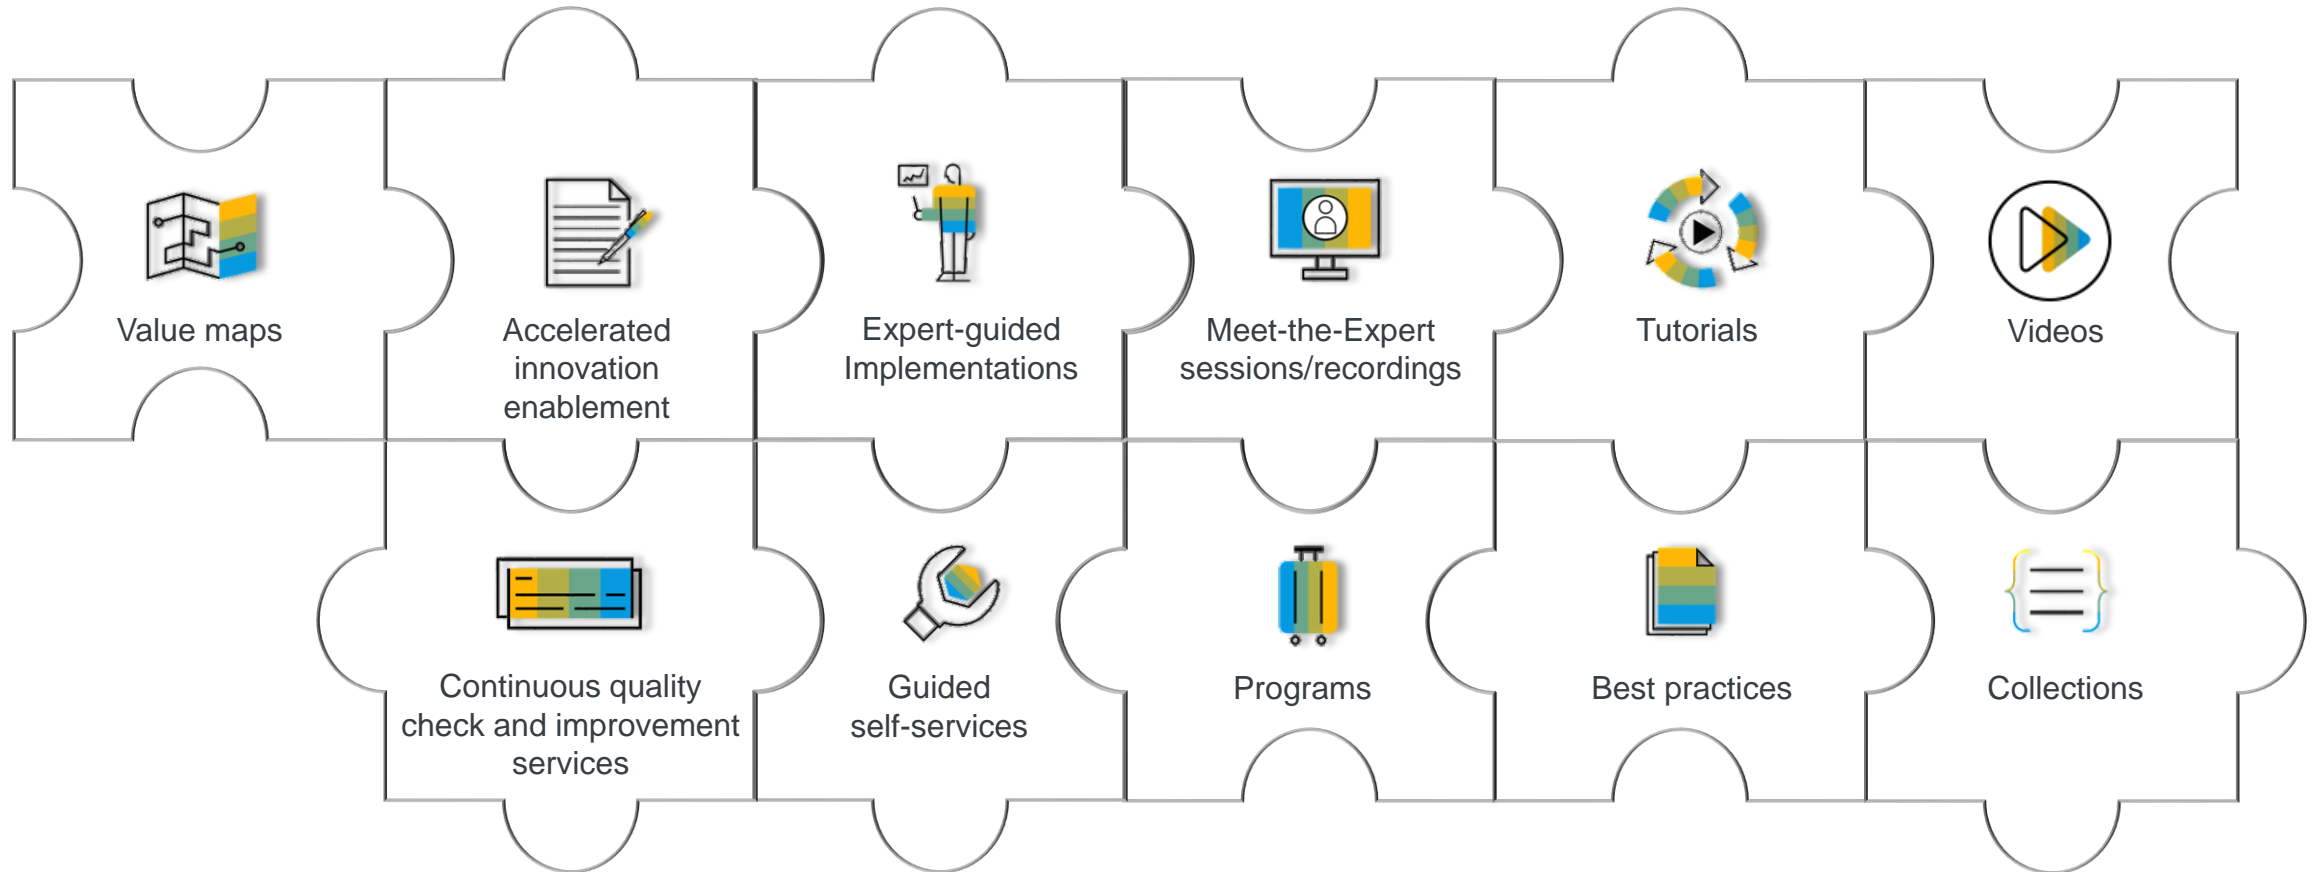 Value maps
Accelerated
innovation
enablement
Expert-guided
Implementations
Meet-the-Expert
sessions/recordings
Tutorials
Videos
Continuous quality
check and improvement
services
Guided
self-services
Programs
Best practices
Collections